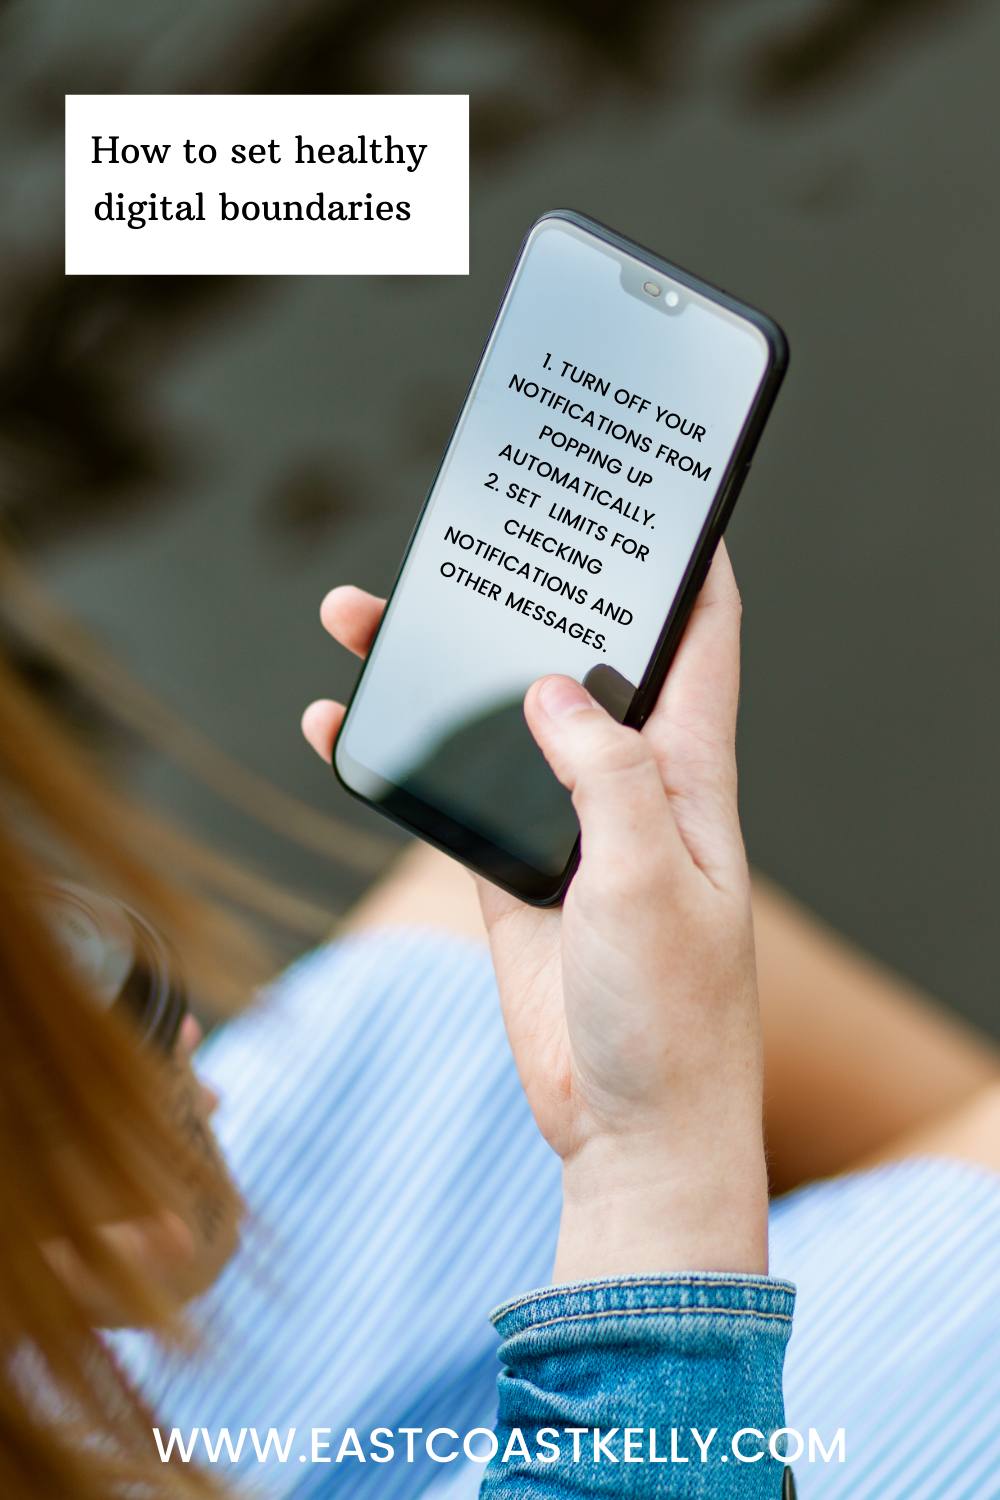 How to set healthy
digital boundaries
1. TURN OFF YOUR
NOTIFICATIONS FROM
POPPING UP
AUTOMATICALLY.
2. SET LIMITS FOR
CHECKING
NOTIFICATIONS AND
OTHER MESSAGES.
WWW.EASTCOASTKELLY.COM